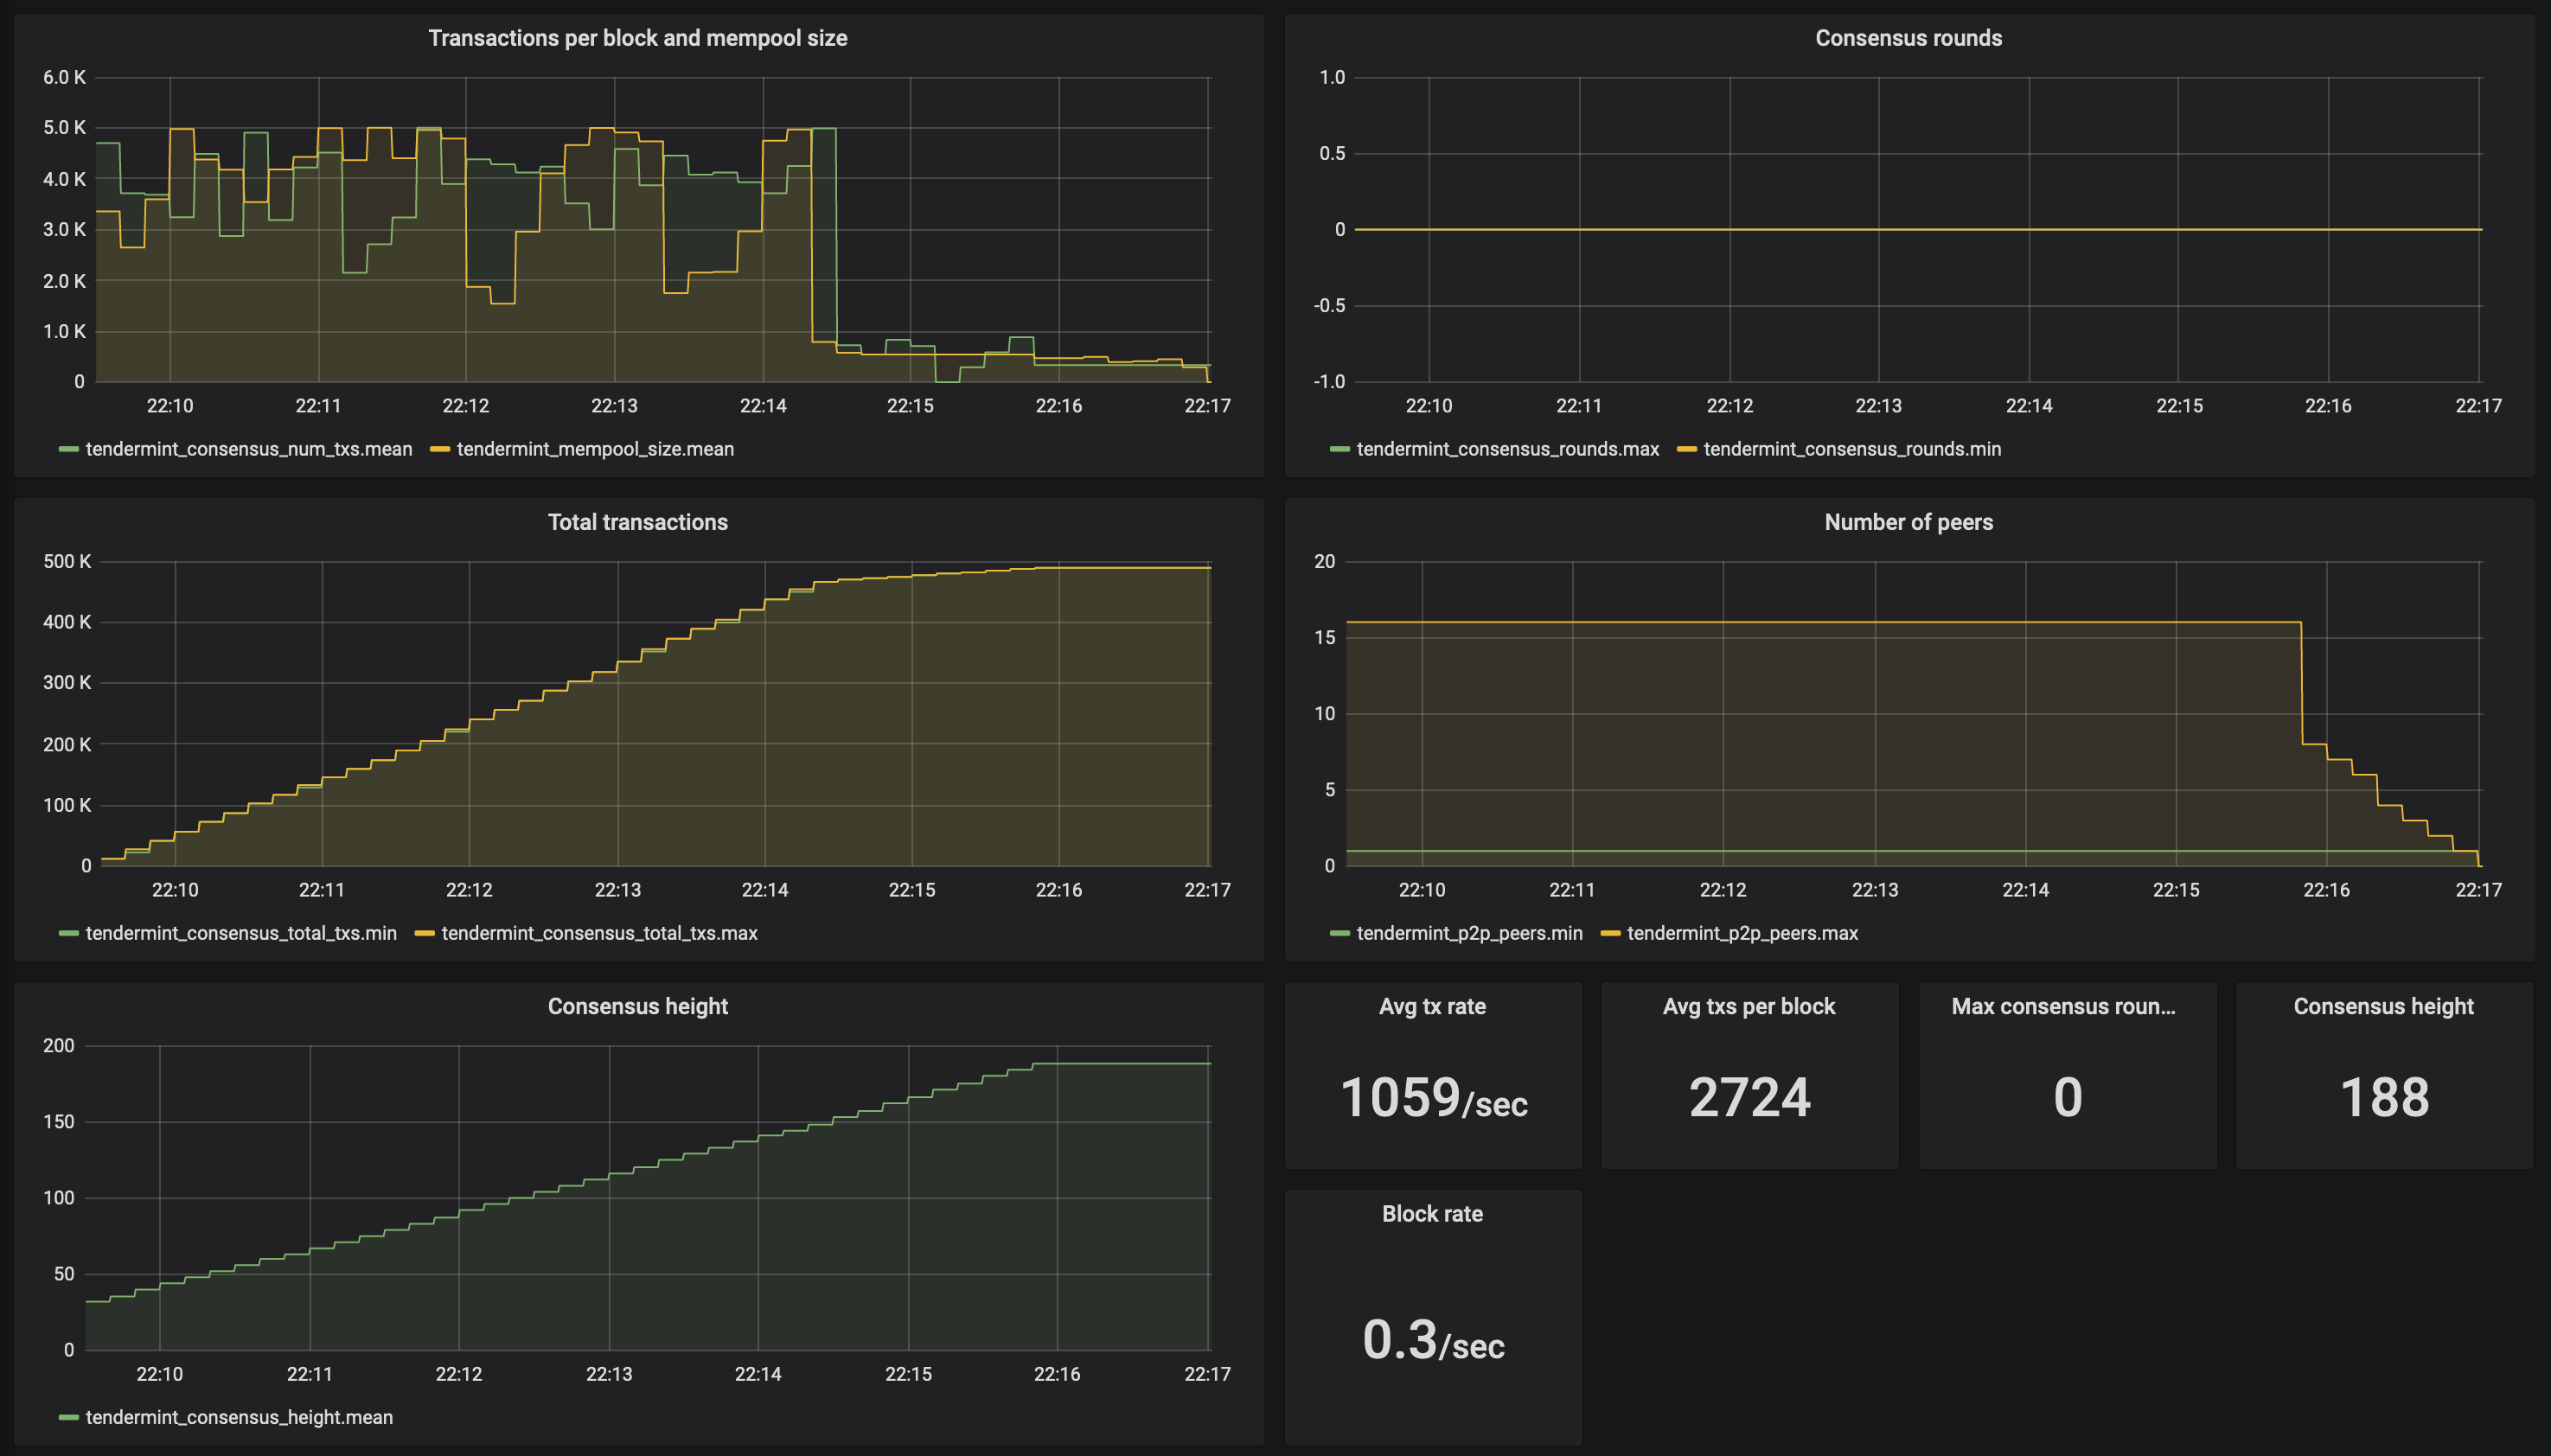 Transactions per block and mempool size
6.0 K
5.0 K
4.0 K
3.0 K
2.0 K
1.0 K
0
22:10 22:11 22:12 22:13 22:14 22:15 22:16 22:17
tendermint_consensus_num_txs.mean tendermint_mempool_size.mean
Consensus rounds
1.0
0.5
0
-0.5
-1.0
22:10 22:11 22:12 22:13 22:14 22:15 22:16 22:17
tendermint_consensus_rounds.max tendermint_consensus_rounds.min
Total transactions
500 K
400 K
300 K
200 K
100 K
0
22:10 22:11 22:12 22:13 22:14 22:15 22:16 22:17
tendermint_consensus_total_txs.min tendermint_consensus_total_txs.max
Number of peers
20
15
10
5
0
22:10 22:11 22:12 22:13 22:14 22:15 22:16 22:17
tendermint_p2p_peers.min tendermint_p2p_peers.max
Consensus height
200
150
100
50
0
22:10 22:11 22:12 22:13 22:14 22:15 22:16 22:17
tendermint_consensus_height.mean
Avg tx rate
1059/sec
Avg txs per block
2724
Max consensus roun...
0
Consensus height
188
Block rate
0.3/sec